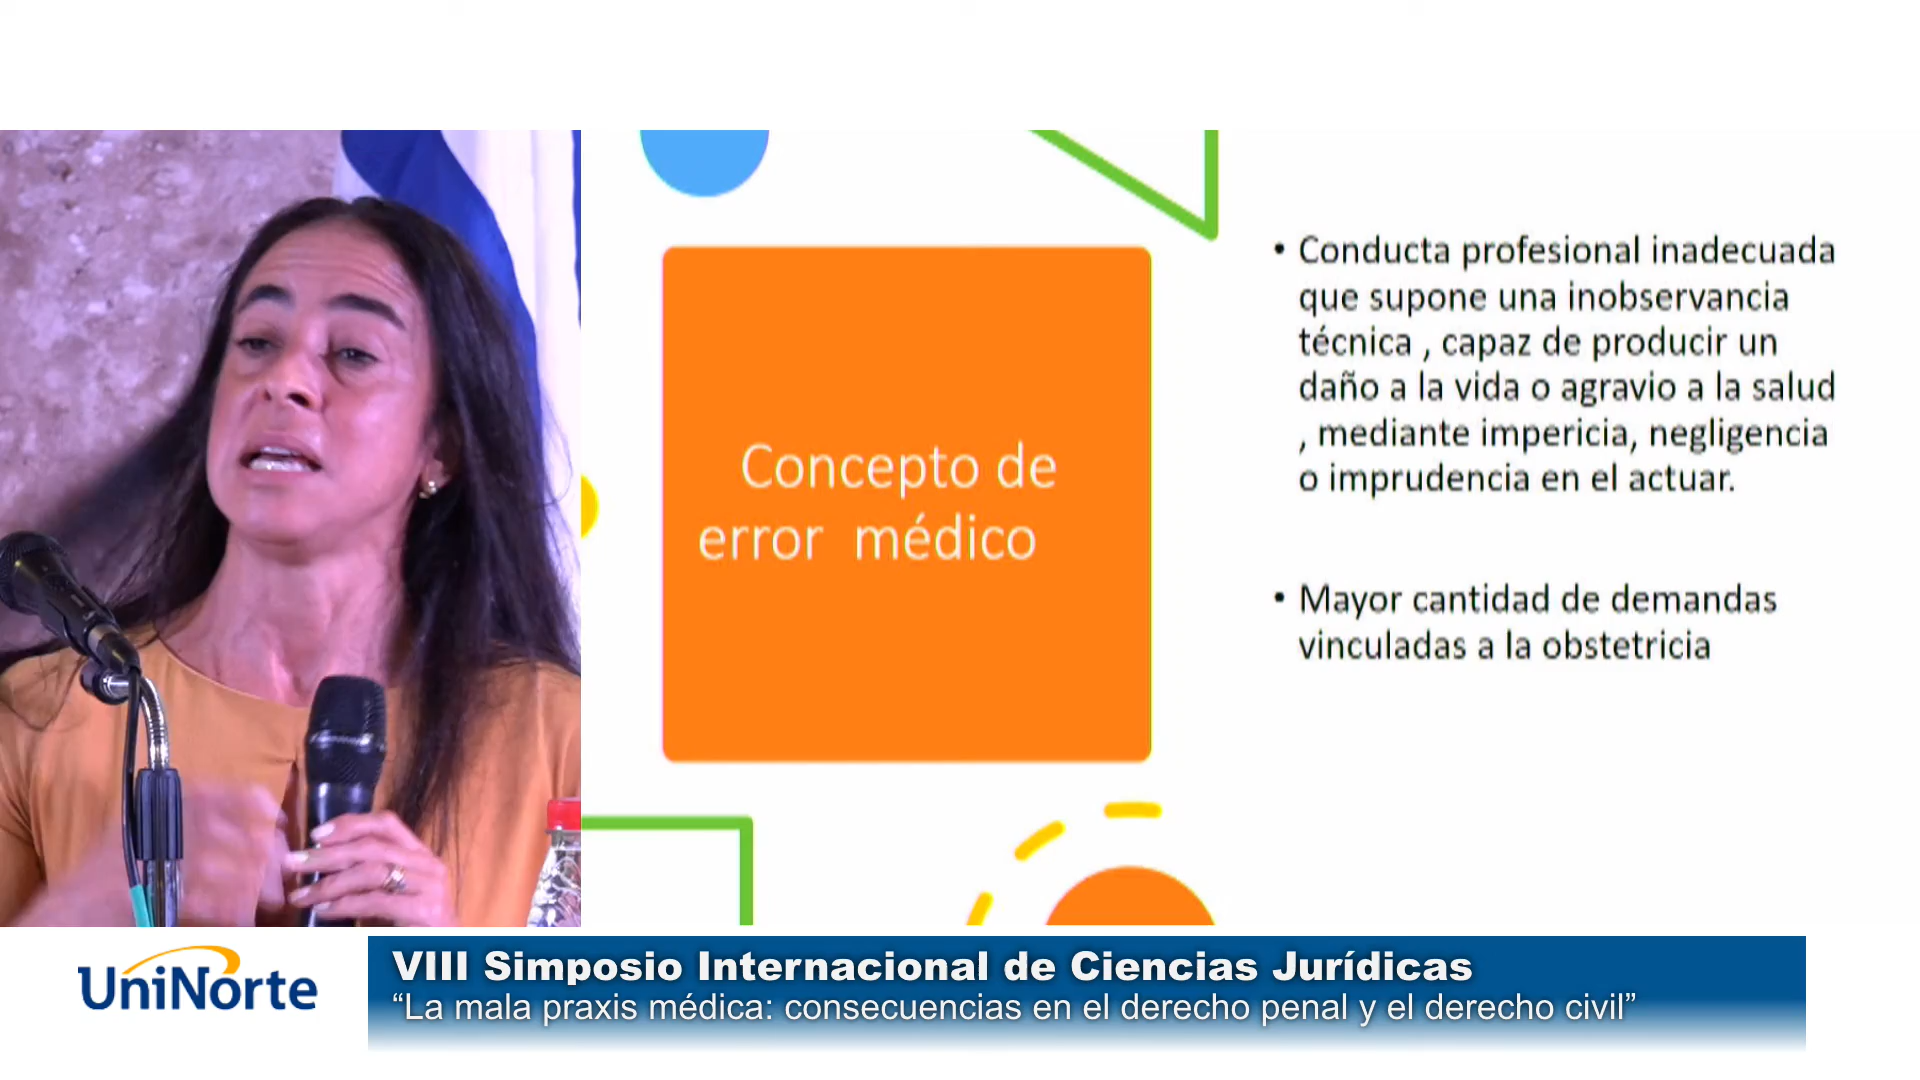 Concepto de
error médico
• Conducta profesional inadecuada
que supone una inobservancia
técnica , capaz de producir un
daño a la vida o agravio a la salud
, mediante impericia, negligencia
o imprudencia en el actuar.
• Mayor cantidad de demandas
vinculadas a la obstetricia
UniNorte
VIII Simposio Internacional de Ciencias Jurídicas
“La mala praxis médica: consecuencias en el derecho penal y el derecho civil”